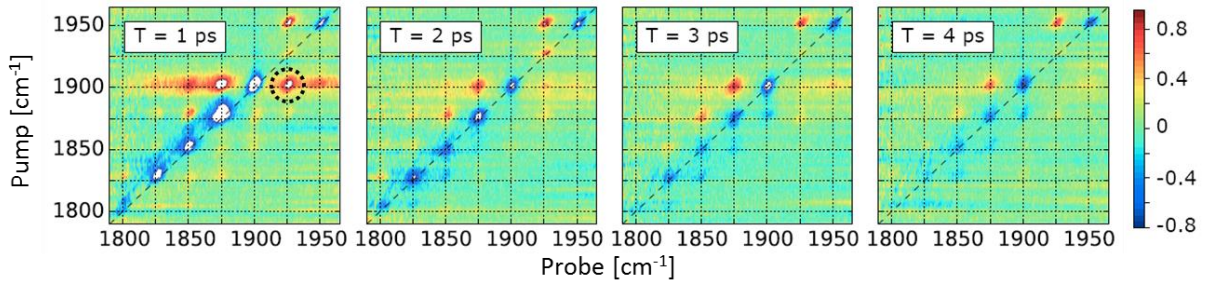 T = 1 ps
T = 2 ps
T = 3 ps
T = 4 ps
Pump [cm-1]
1950
1900
1850
1800
1800 1850 1900 1950
1800 1850 1900 1950
1800 1850 1900 1950
1800 1850 1900 1950
Probe [cm-1]
0.8
0.4
0
-0.4
-0.8